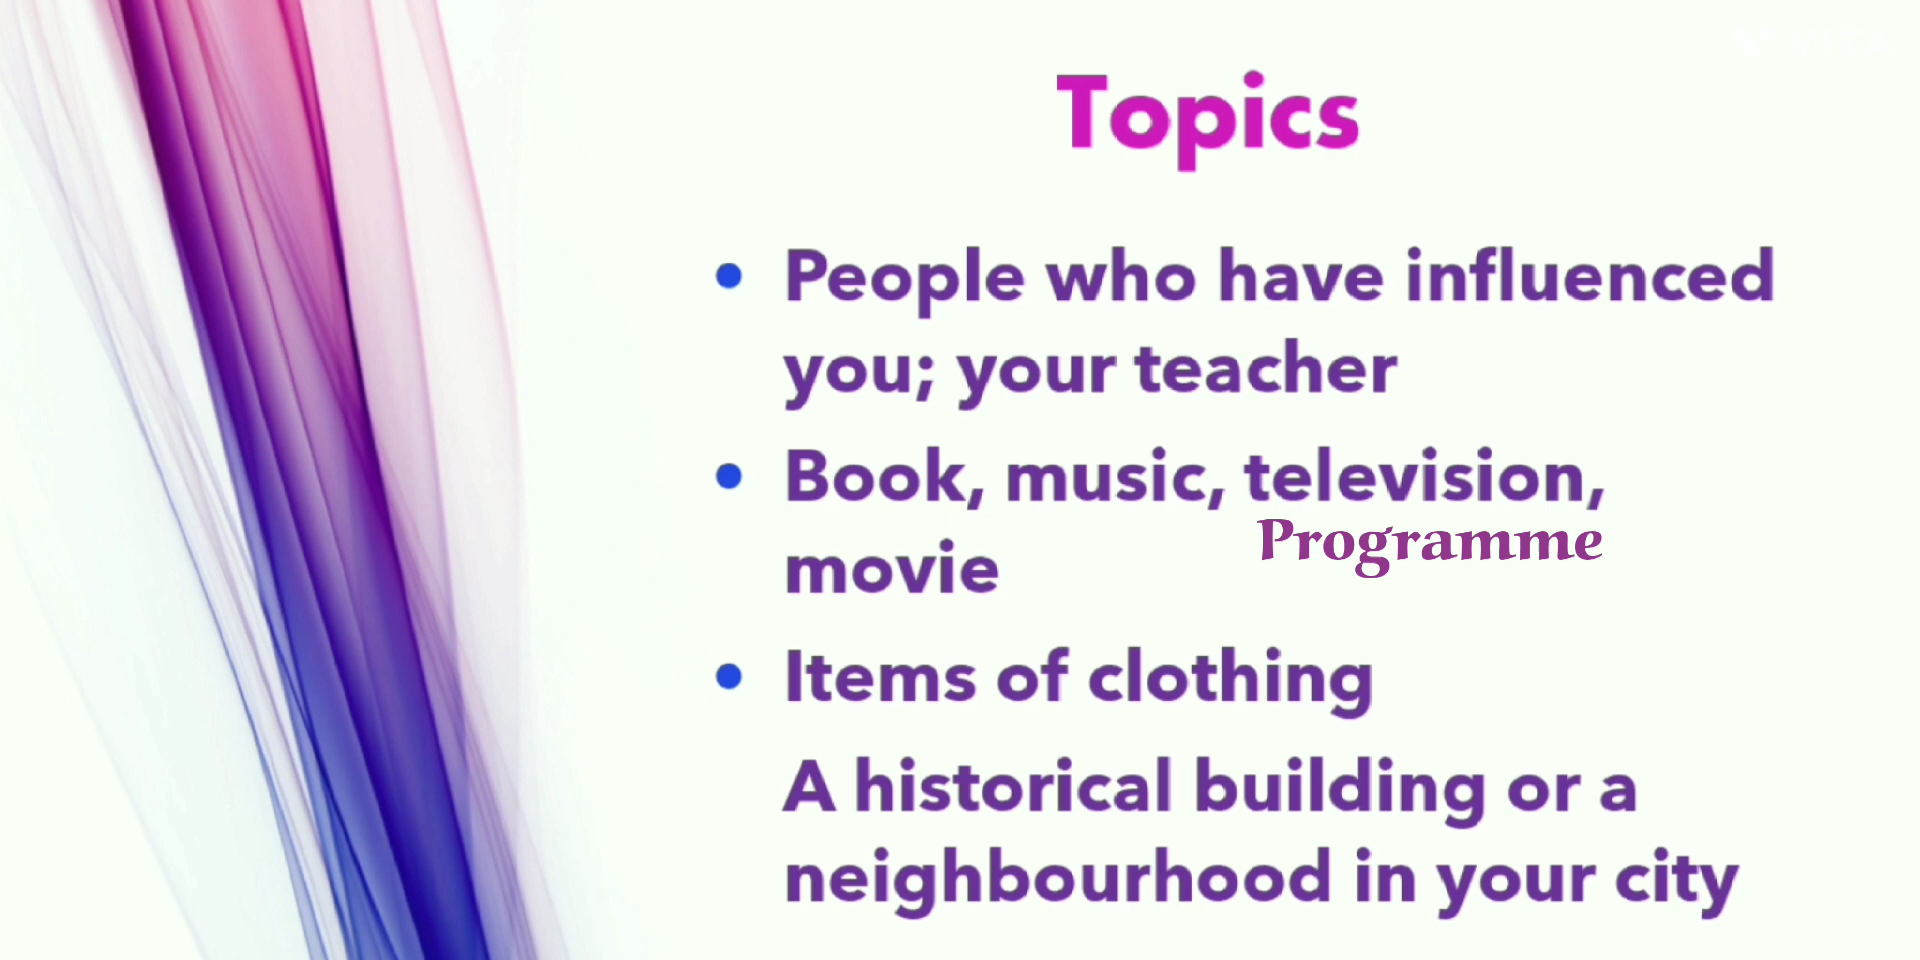 Topics
• People who have influenced
you; your teacher
• Book, music, television,
Programme
movie
• Items of clothing
A historical building or a
neighbourhood in your city